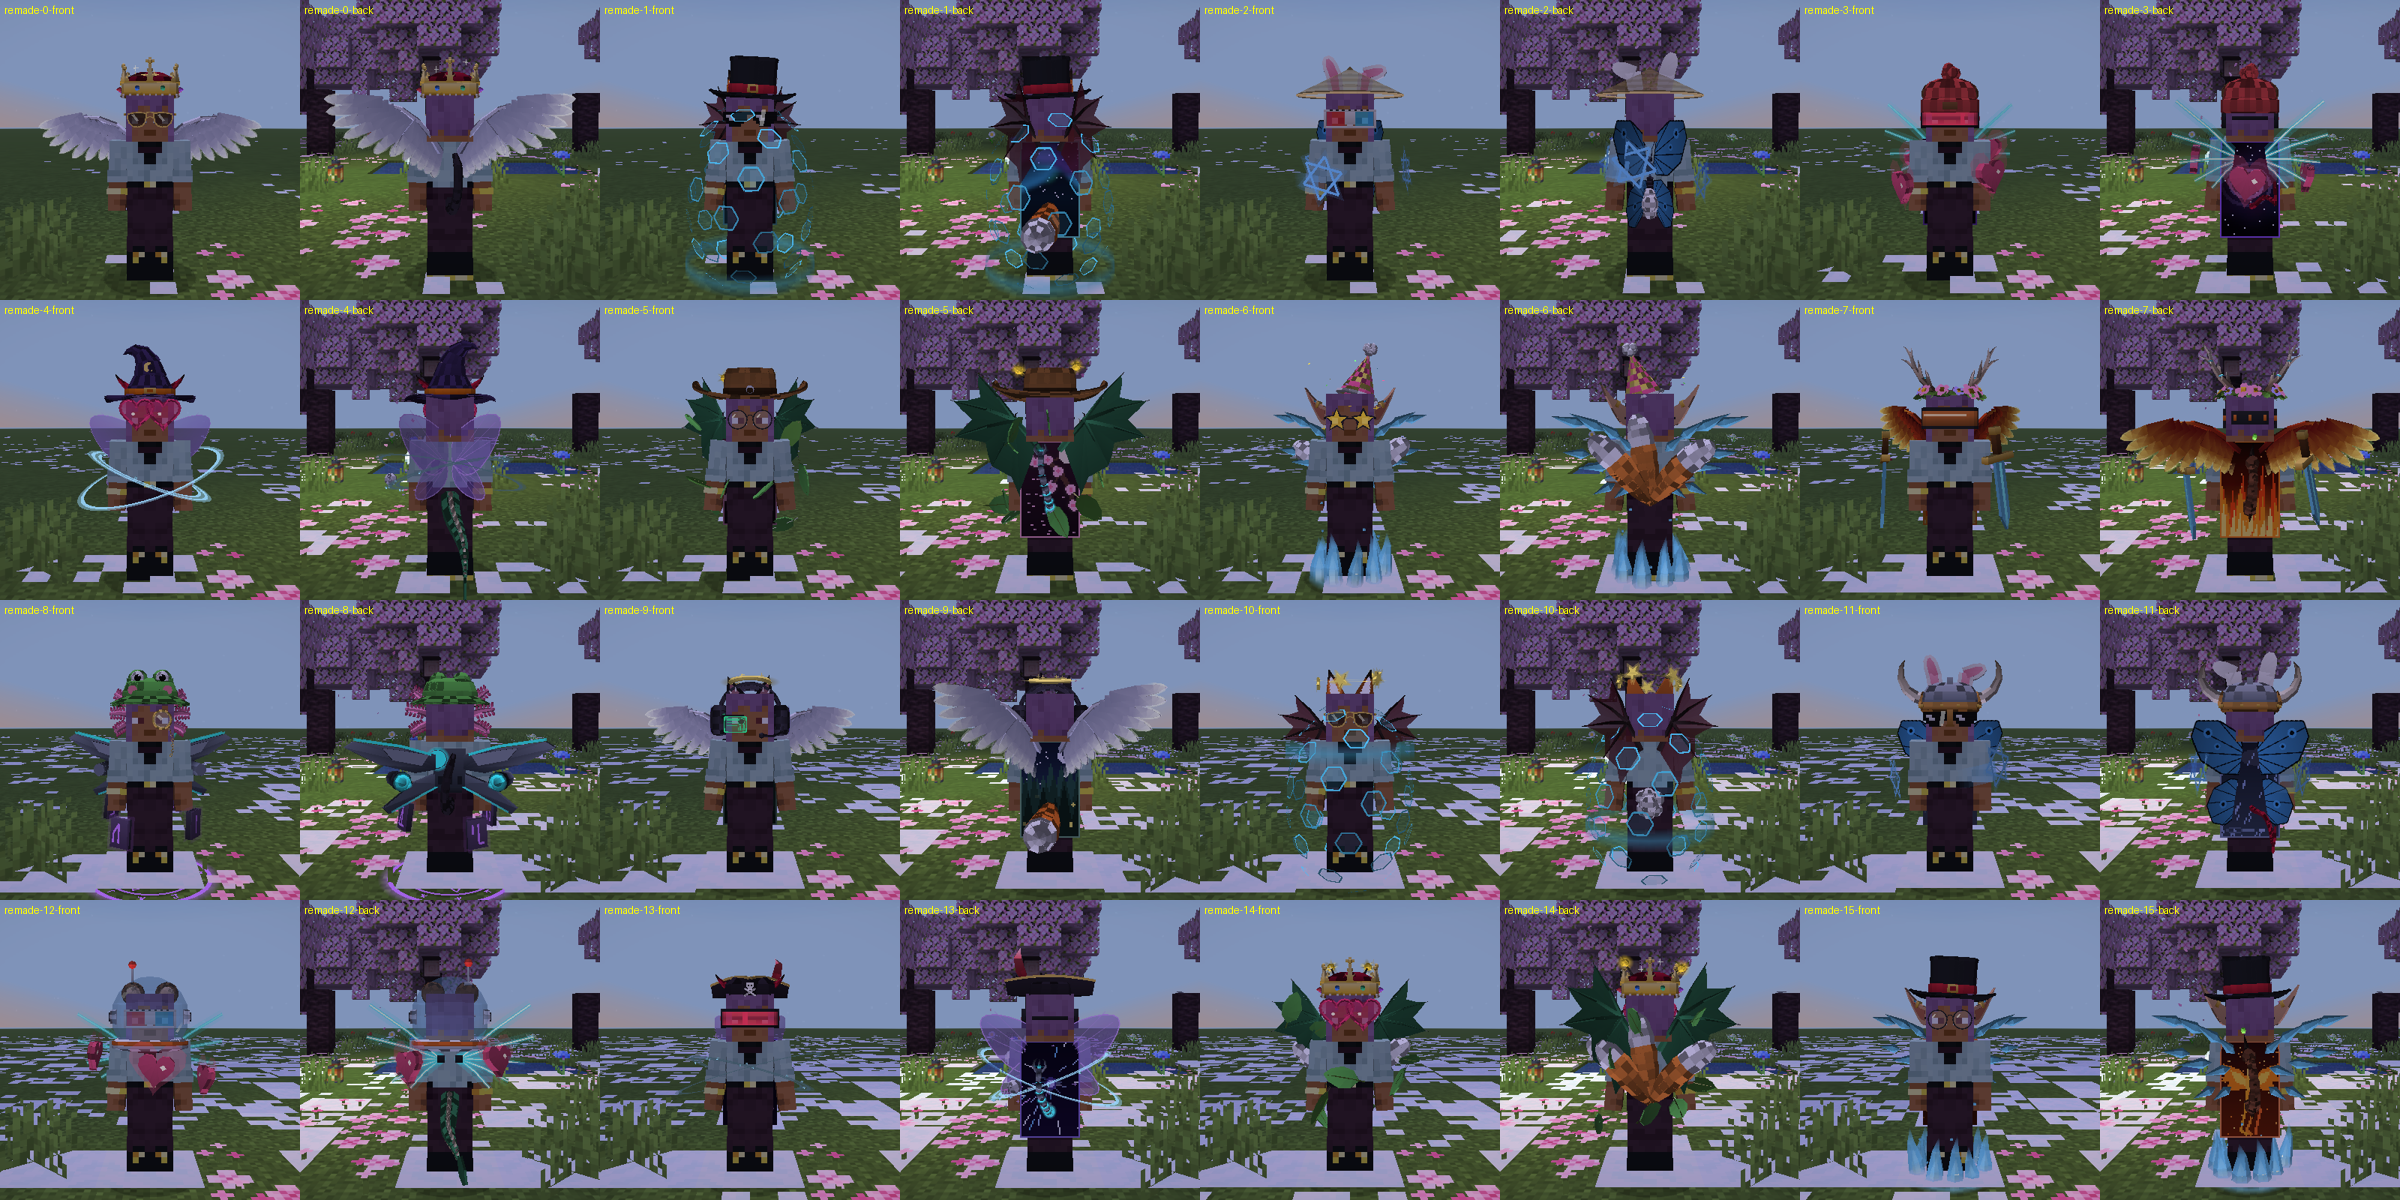 remade-0-front
remade-0-back
remade-1-front
remade-1-back
remade-2-front
remade-2-back
remade-3-front
remade-3-back
remade-4-front
remade-4-back
remade-5-front
remade-5-back
remade-6-front
remade-6-back
remade-7-front
remade-7-back
remade-8-front
remade-8-back
remade-9-front
remade-9-back
remade-10-front
remade-10-back
remade-11-front
remade-11-back
remade-12-front
remade-12-back
remade-13-front
remade-13-back
remade-14-front
remade-14-back
remade-15-front
remade-15-back